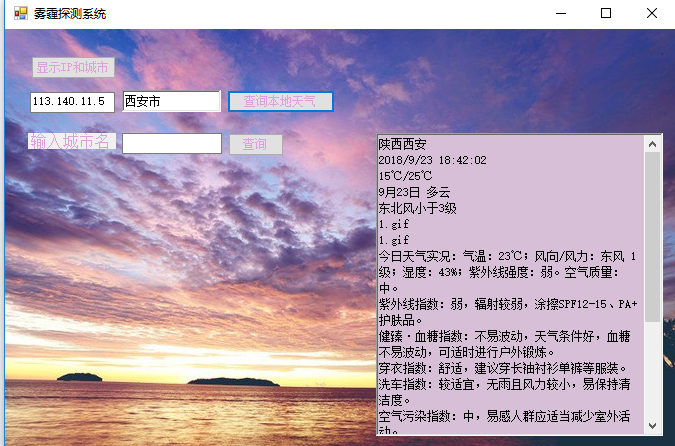 雾霾探测系统
显示IP和城市
113.140.11.5 西安市 查询本地天气
输入城市名 查询
陕西西安
2018/9/23 18:42:02
15℃/25℃
9月23日 多云
东北风小于3级
1.gif
1.gif
今日天气实况：气温：23℃；风向/风力：东风 1
级；湿度：43%；紫外线强度：弱。空气质量：
中。
紫外线指数：弱，辐射较弱，涂擦SPF12-15、PA+
护肤品。
健臻·血糖指数：不易波动，天气条件好，血糖
不易波动，可适时进行户外锻炼。
穿衣指数：舒适，建议穿长袖衬衫单裤等服装。
洗车指数：较适宜，无雨且风力较小，易保持清
洁度。
空气污染指数：中，易感人群应适当减少室外活
动。